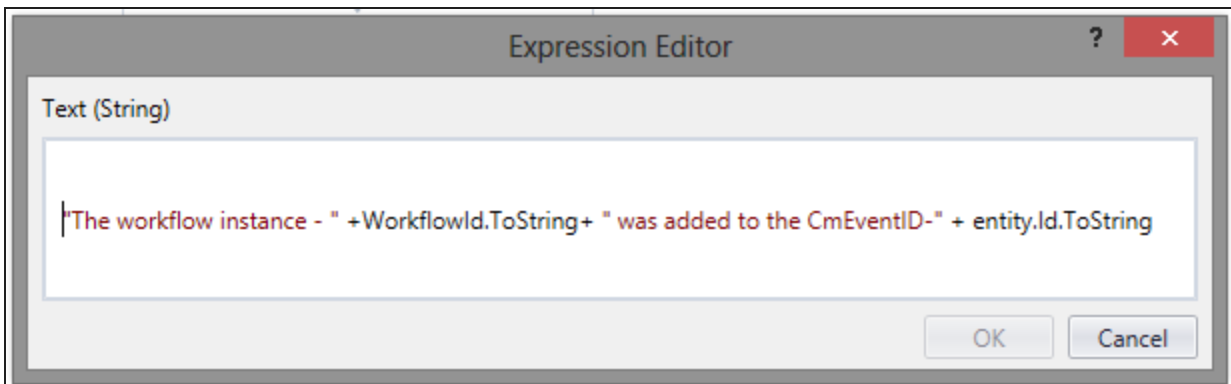 Expression Editor
?
Text (String)
"The workflow instance - " +WorkflowId.ToString+ " was added to the CmEventID-" + entity.Id.ToString
OK
Cancel